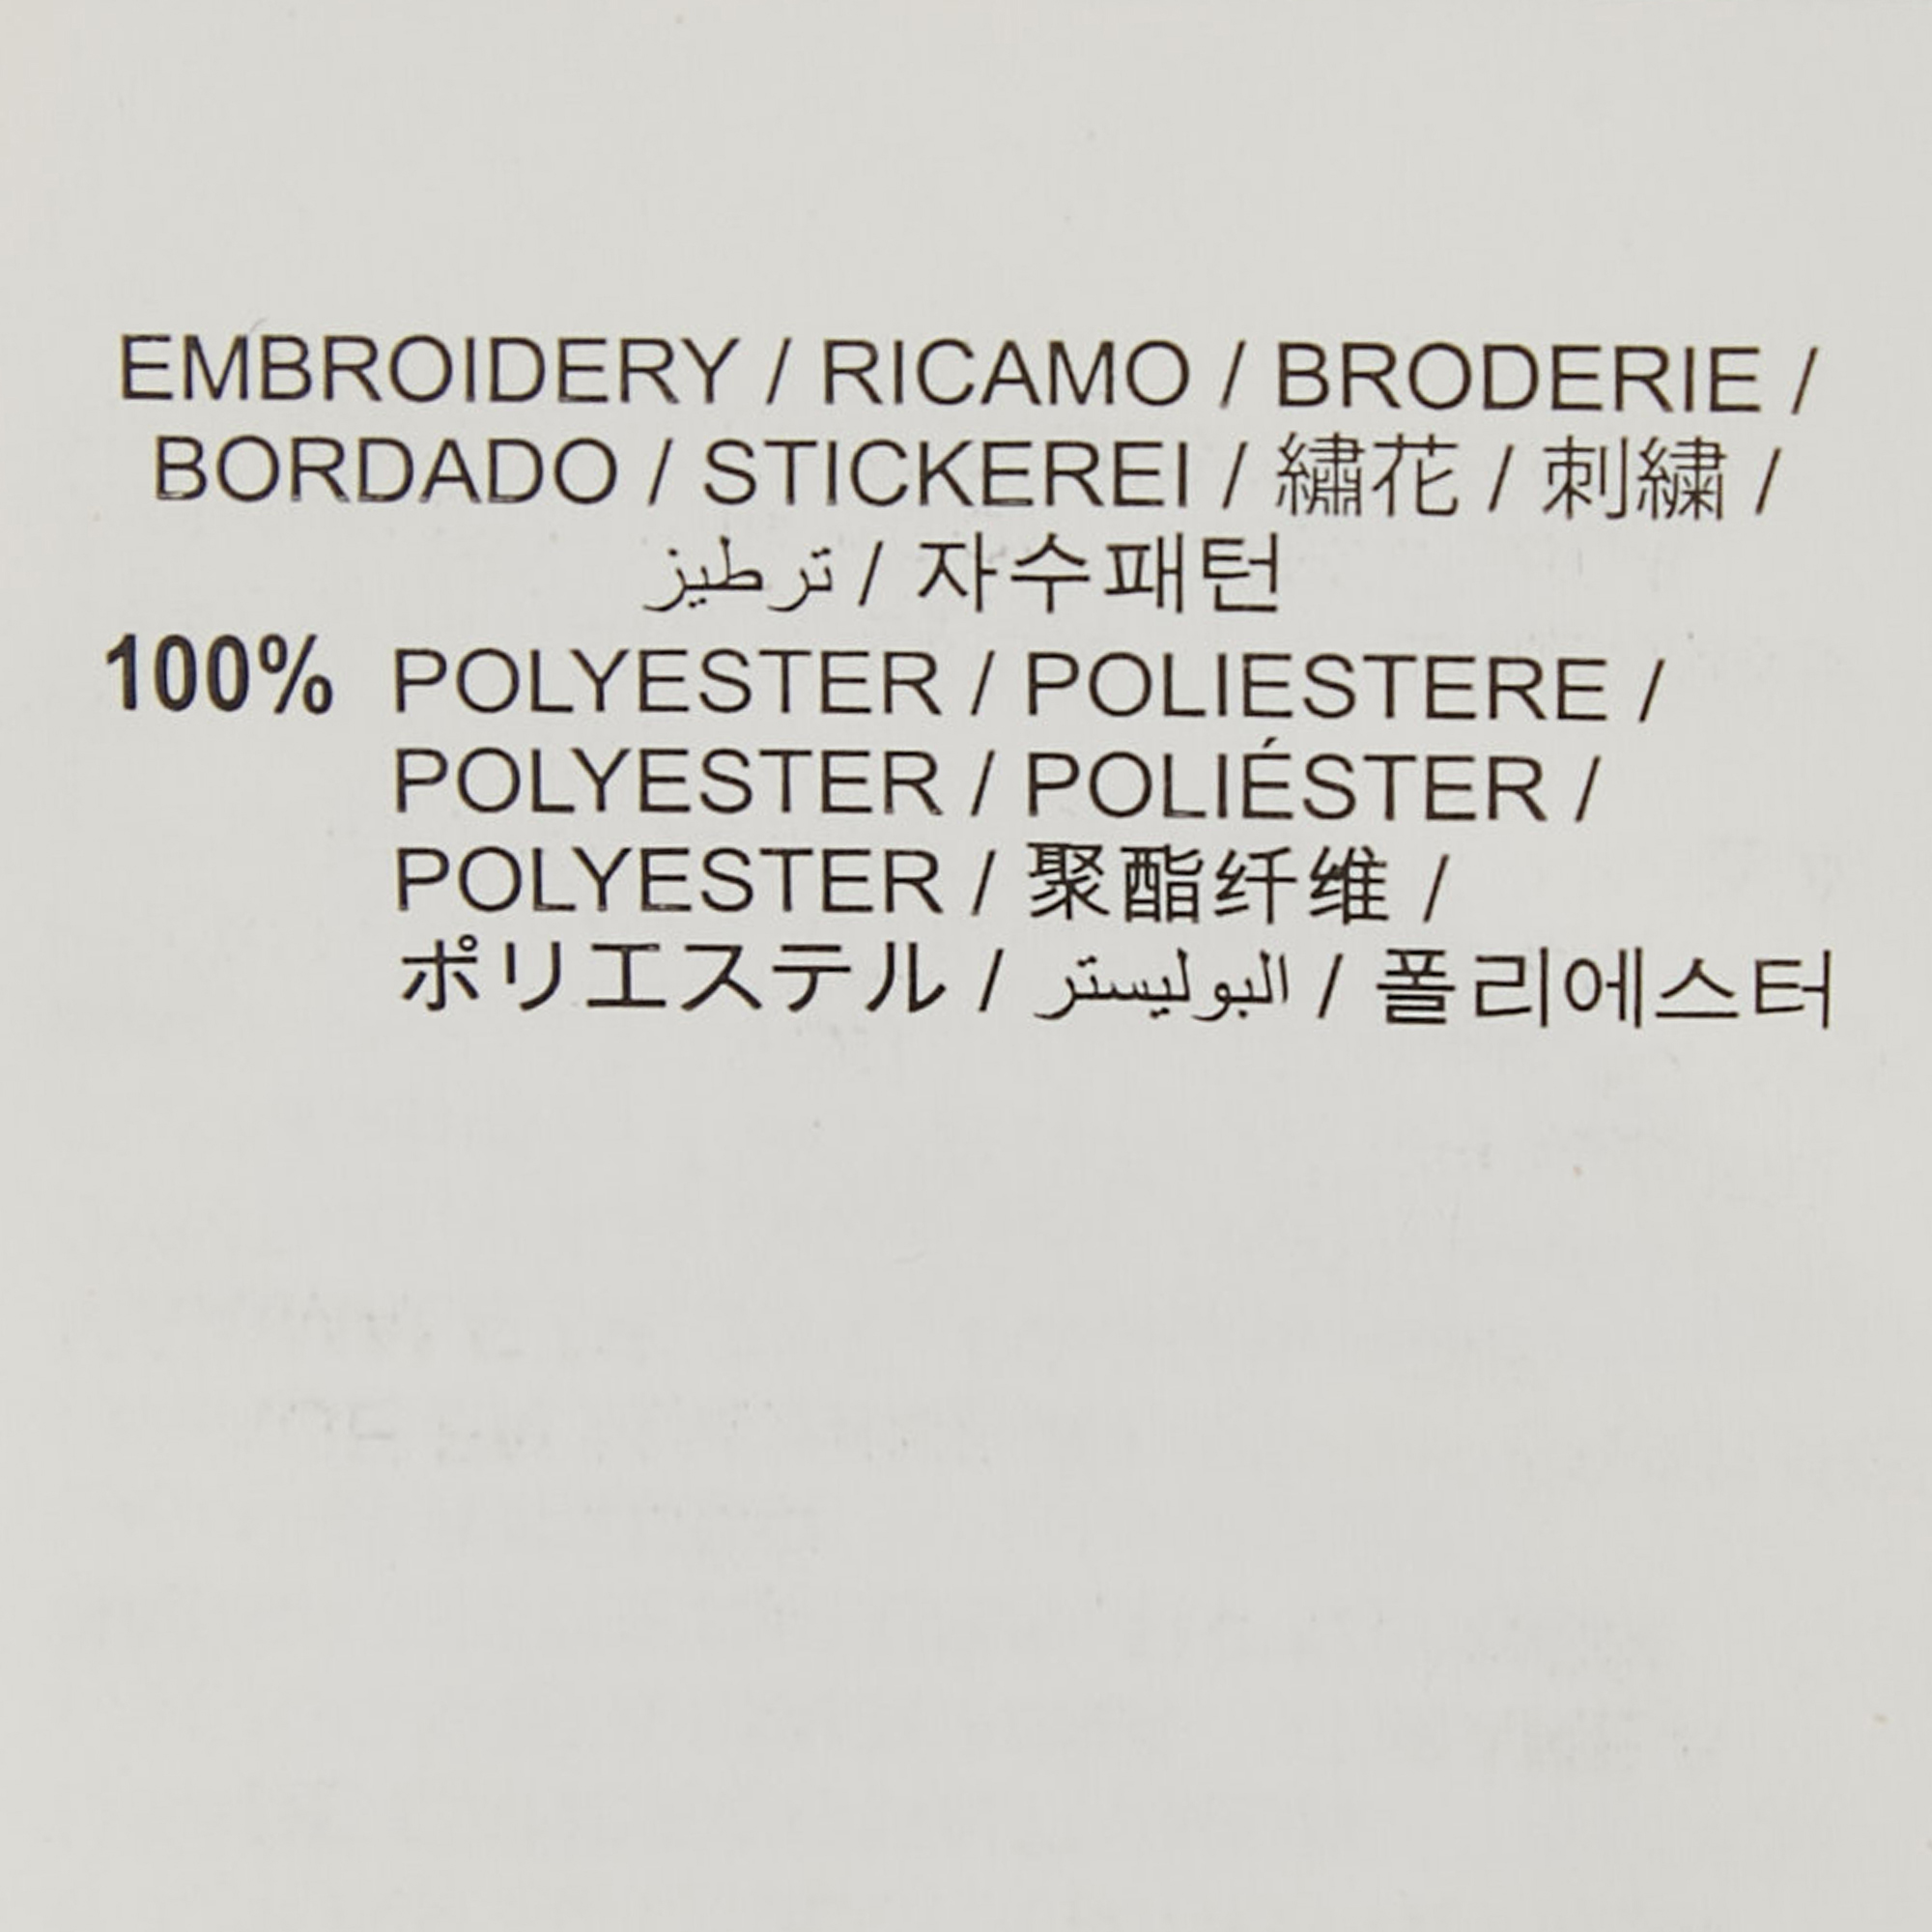 EMBROIDERY / RICAMO / BRODERIE /
BORDADO / STICKEREI / 繡花 / 刺繍 /
ترطيز / 자수패턴
100% POLYESTER / POLIESTERE /
POLYESTER / POLIÉSTER /
POLYESTER / 聚酯纤维 /
ポリエステル / البوليستر / 폴리에스터